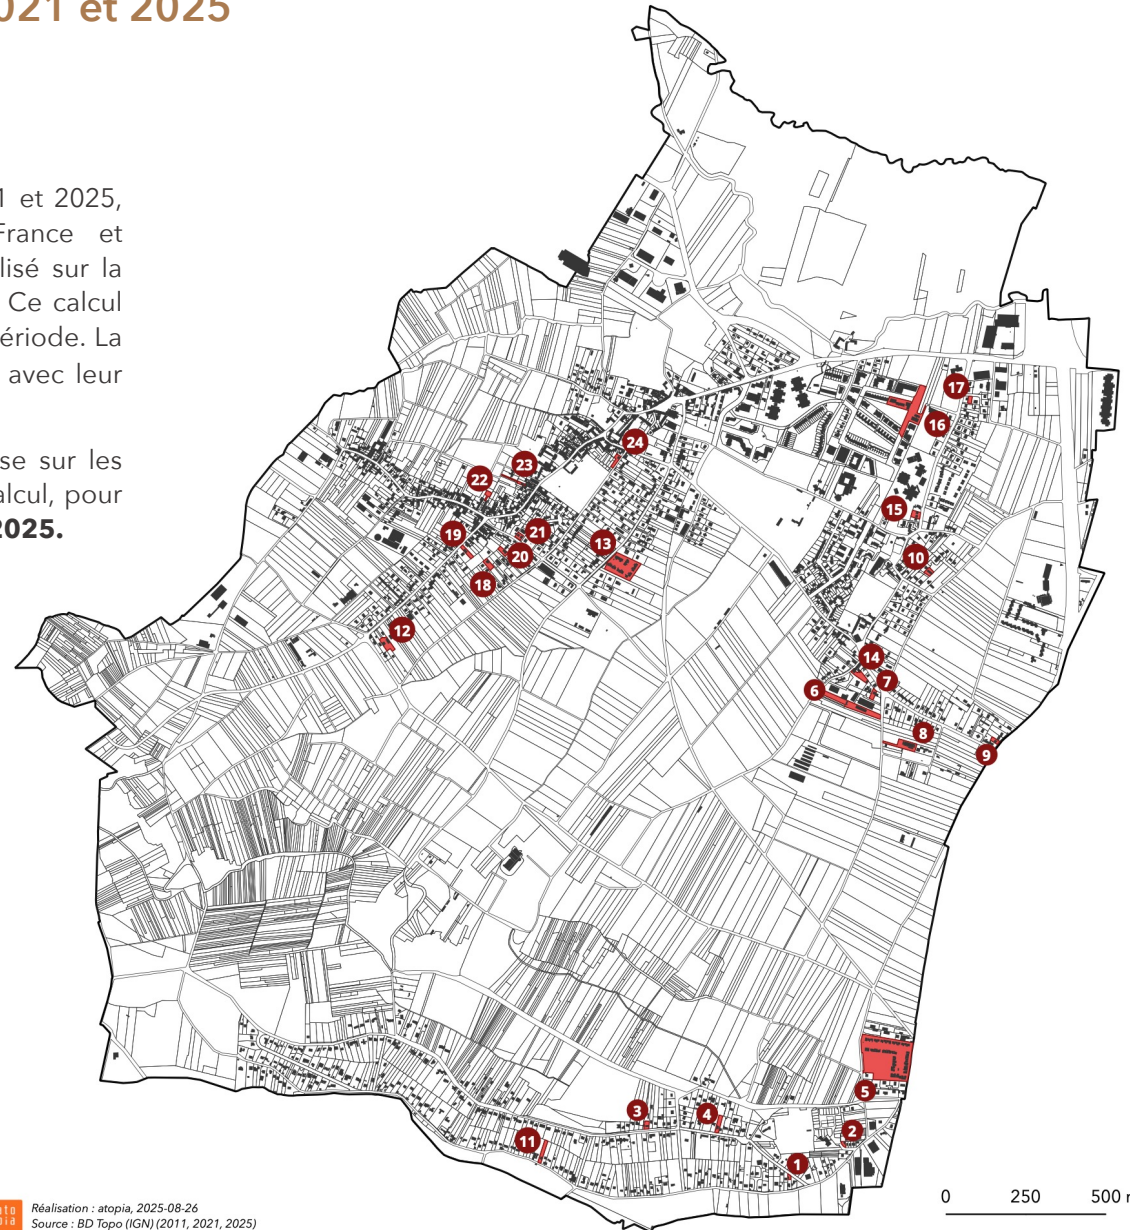 021 et 2025
1 et 2025,
France et
lisé sur la
Ce calcul
ériode. La
avec leur
se sur les
alcul, pour
2025.
17
16
24
23
22
15
21
19
13
20
10
18
12
14
7
6
8
9
5
3
4
2
11
1
0 250 500 m
ato
pia
Réalisation : atopia, 2025-08-26
Source : BD Topo (IGN) (2011, 2021, 2025)